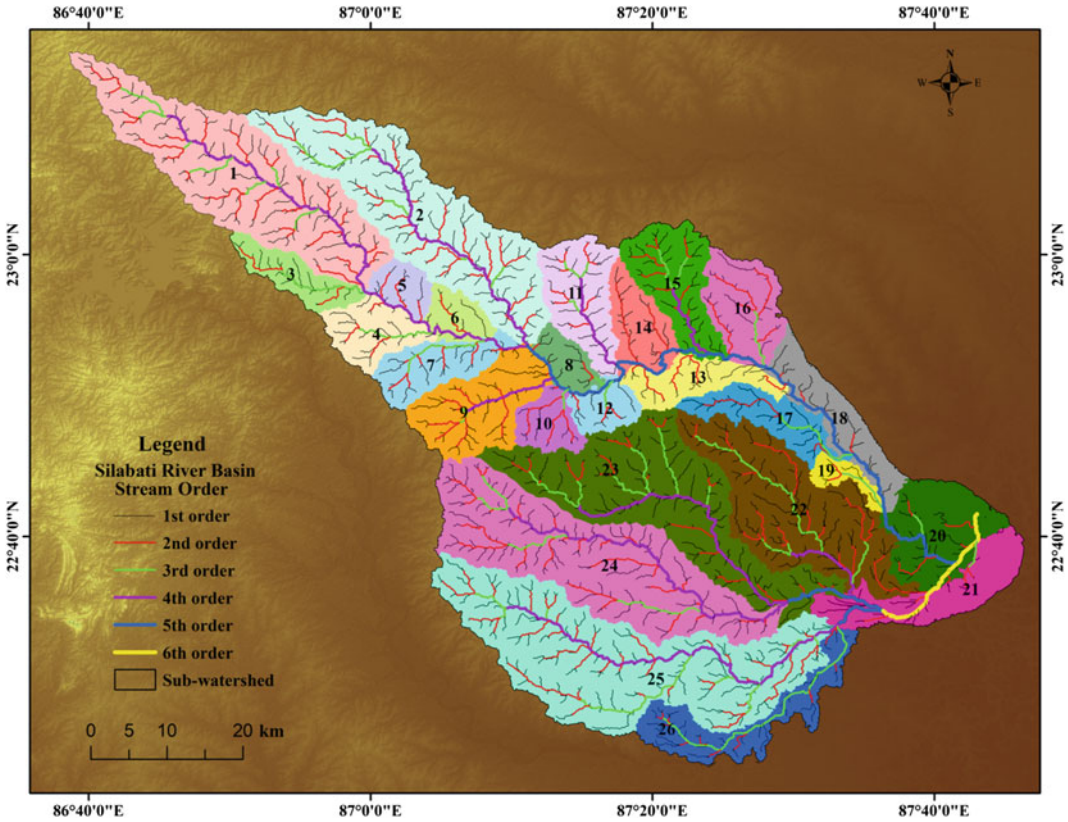 86°40'0"E 87°0'0"E 87°20'0"E 87°40'0"E
N
W E
S
23°0'0"N
23°0'0"N
22°40'0"N
22°40'0"N
1
2
3
4
5
6
7
8
9
10
11
12
13
14
15
16
17
18
19
20
21
22
23
24
25
26
Legend
Silabati River Basin
Stream Order
1st order
2nd order
3rd order
4th order
5th order
6th order
Sub-watershed
0 5 10 20 km
86°40'0"E 87°0'0"E 87°20'0"E 87°40'0"E